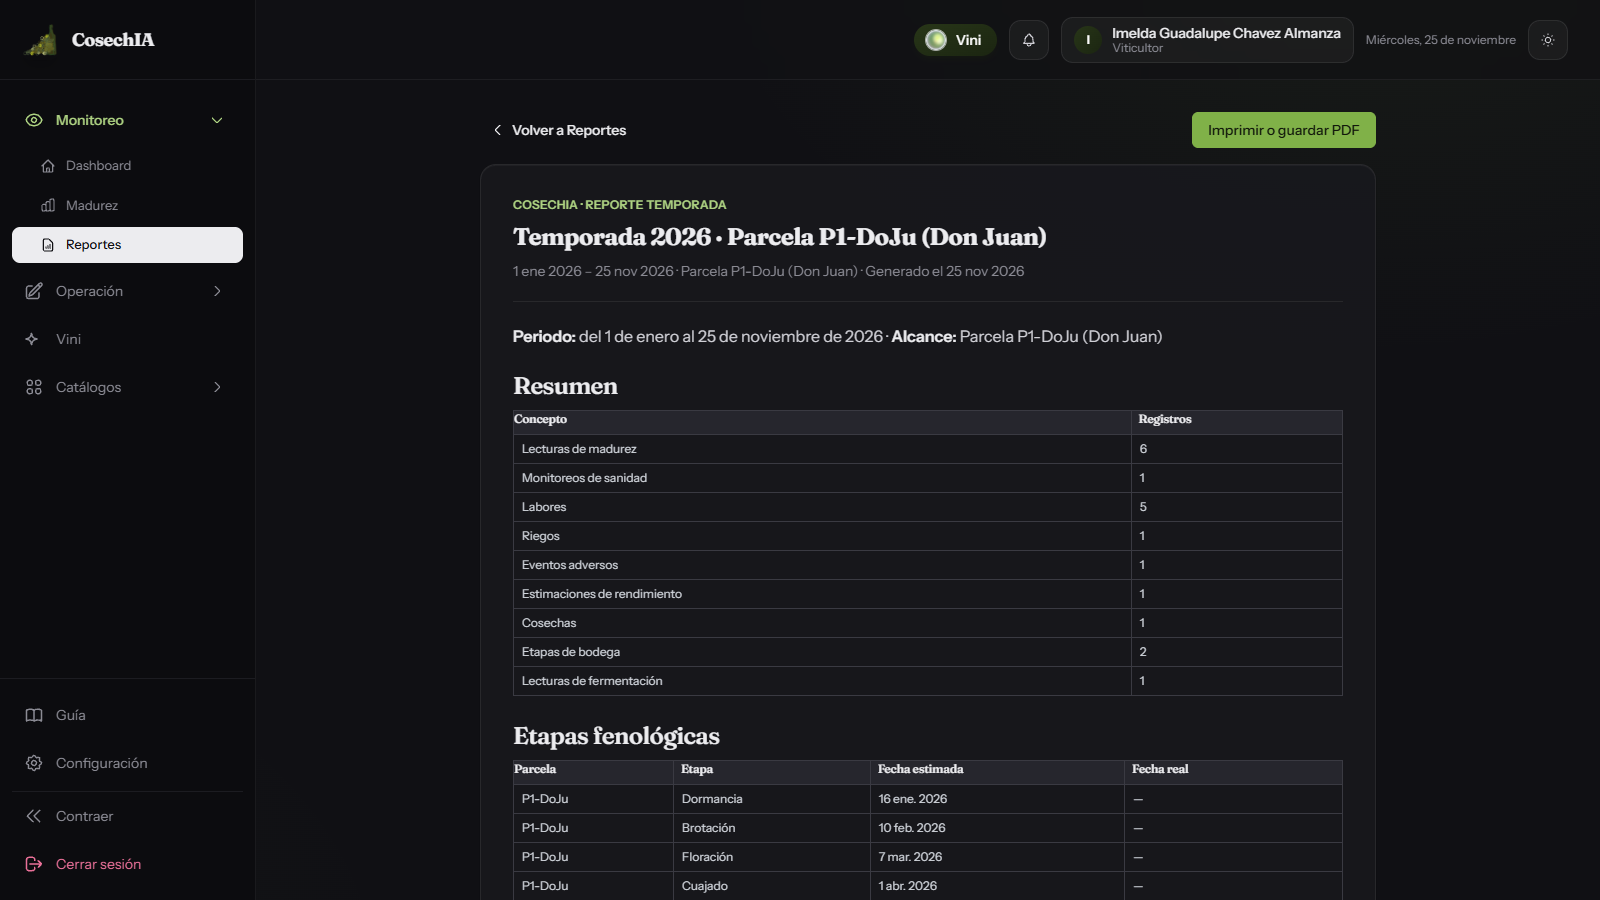 CosechIA
Vini
I
Imelda Guadalupe Chavez Almanza
Viticultor
Miércoles, 25 de noviembre
Monitoreo
Dashboard
Madurez
Reportes
Operación
Vini
Catálogos
Guía
Configuración
Contraer
Cerrar sesión
Volver a Reportes
Imprimir o guardar PDF
COSECHIA · REPORTE TEMPORADA
Temporada 2026 • Parcela P1-DoJu (Don Juan)
1 ene 2026 – 25 nov 2026 · Parcela P1-DoJu (Don Juan) · Generado el 25 nov 2026
Periodo: del 1 de enero al 25 de noviembre de 2026 · Alcance: Parcela P1-DoJu (Don Juan)
Resumen
Concepto Registros
Lecturas de madurez 6
Monitoreos de sanidad 1
Labores 5
Riegos 1
Eventos adversos 1
Estimaciones de rendimiento 1
Cosechas 1
Etapas de bodega 2
Lecturas de fermentación 1
Etapas fenológicas
Parcela Etapa Fecha estimada Fecha real
P1-DoJu Dormancia 16 ene. 2026 —
P1-DoJu Brotación 10 feb. 2026 —
P1-DoJu Floración 7 mar. 2026 —
P1-DoJu Cuajado 1 abr. 2026 —